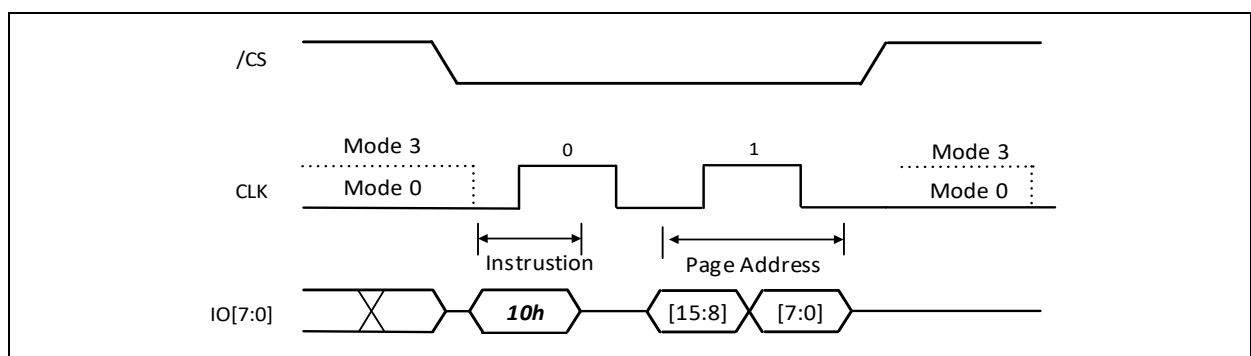 /CS
Mode 3 0 1 Mode 3
CLK Mode 0 Mode 0
Instrustion Page Address
IO[7:0] 10h [15:8] [7:0]